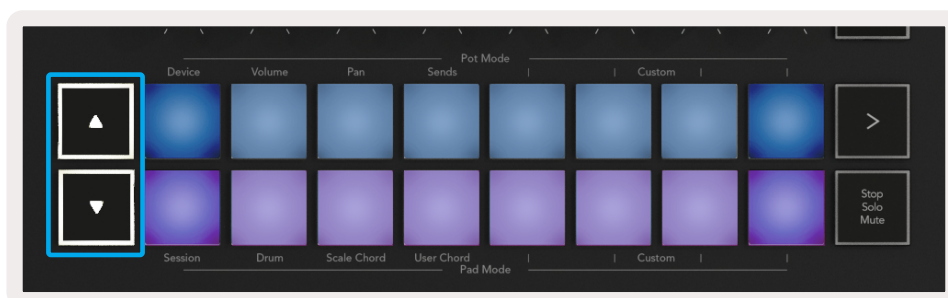 Pot Mode
Device Volume Pan Sends Custom
>
Stop
Solo
Mute
Session Drum Scale Chord User Chord Custom
Pad Mode